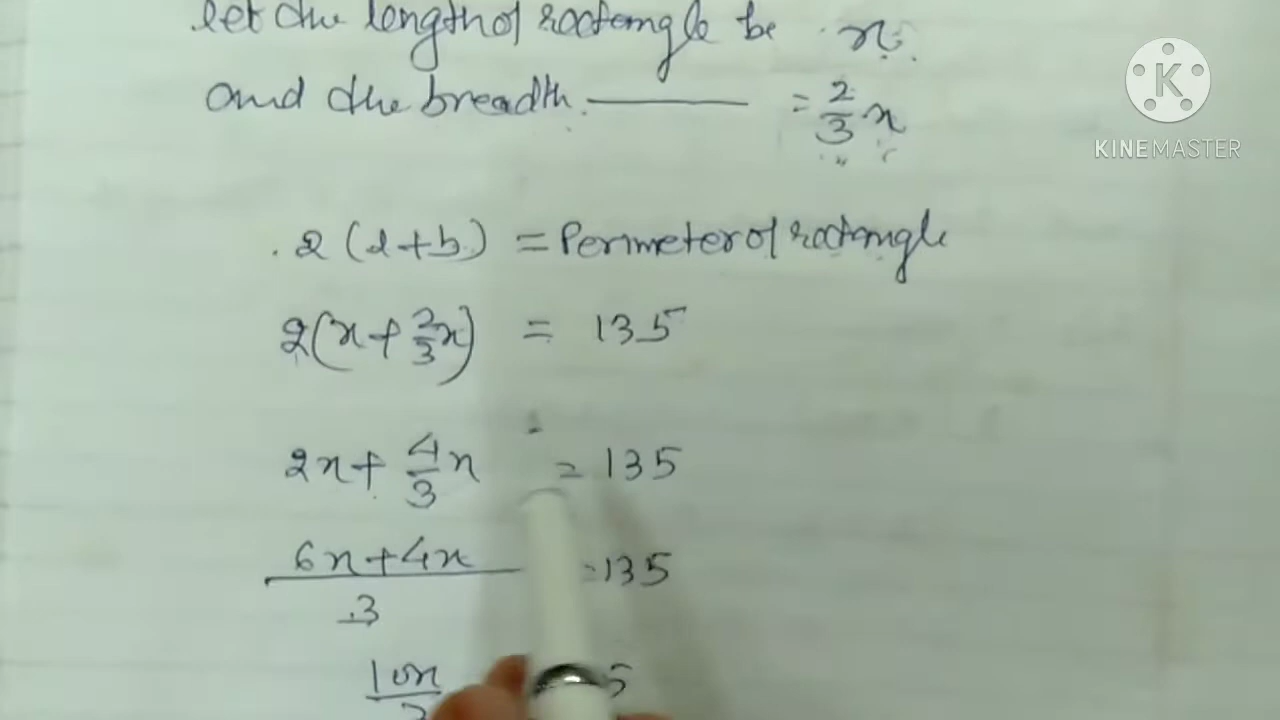 let the length of rectangle be x
and the breadth ——— = 2/3 x
K
KINEMASTER
2(l+b) = Perimeter of rectangle
2(x + 2/3 x) = 135
2x + 4/3 x = 135
6x+4x / 3 = 135
10x